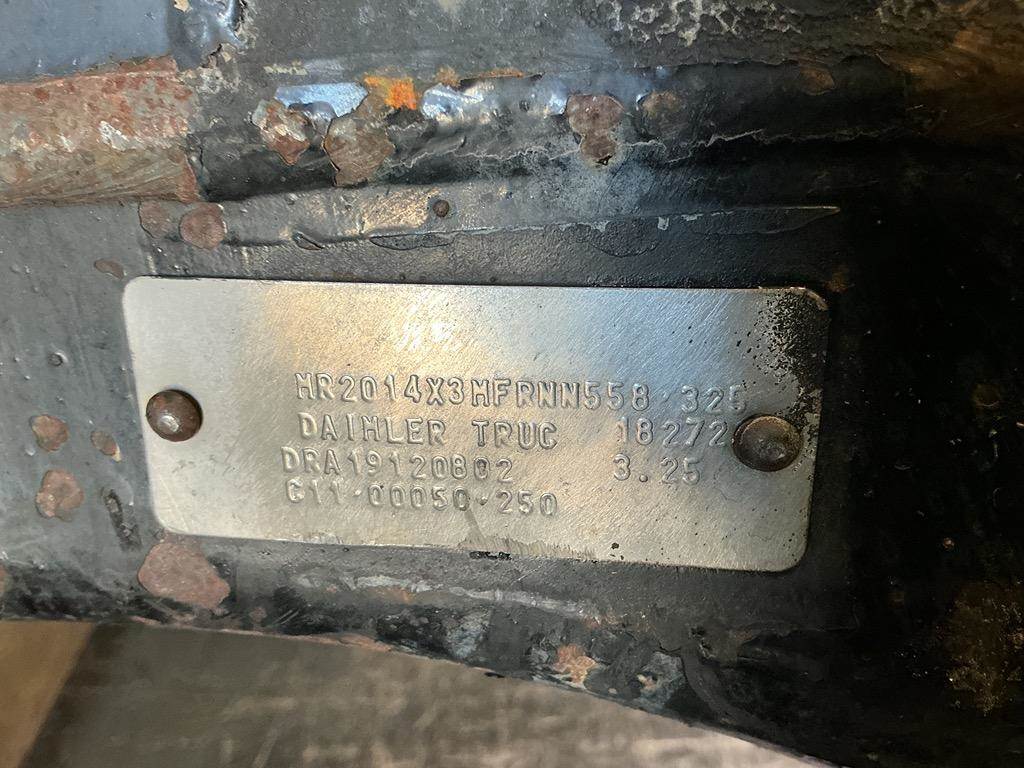 MR2014X3MFRNN558-325
DAIMLER TRUC 18272
DRA19120802 3.25
C11-00050-250